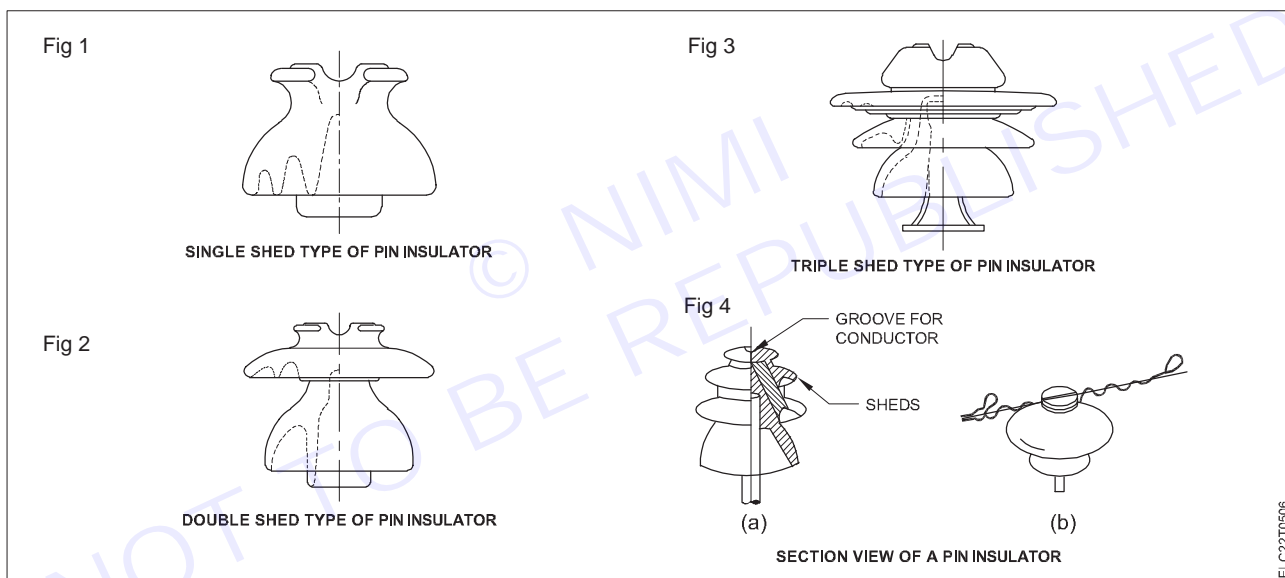 Fig 1
SINGLE SHED TYPE OF PIN INSULATOR
Fig 2
DOUBLE SHED TYPE OF PIN INSULATOR
Fig 3
TRIPLE SHED TYPE OF PIN INSULATOR
Fig 4
GROOVE FOR
CONDUCTOR
SHEDS
(a)
(b)
SECTION VIEW OF A PIN INSULATOR
ELC22T0506
© NIMI
NOT TO BE REPUBLISHED